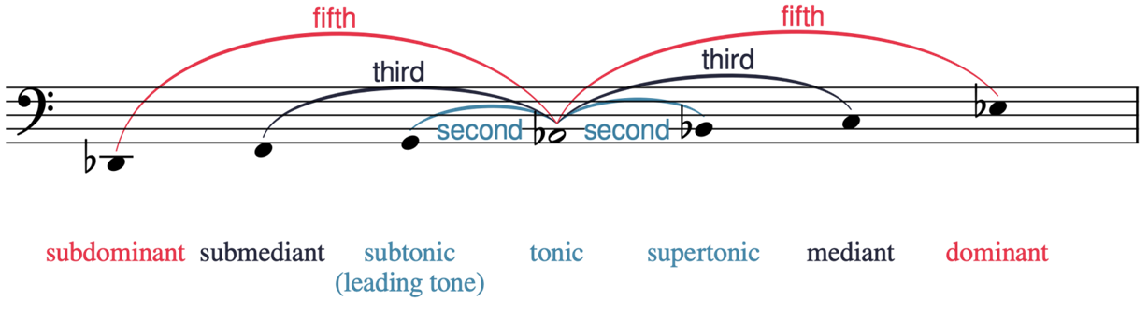 fifth fifth
third third
second second
subdominant submediant subtonic tonic supertonic mediant dominant
(leading tone)